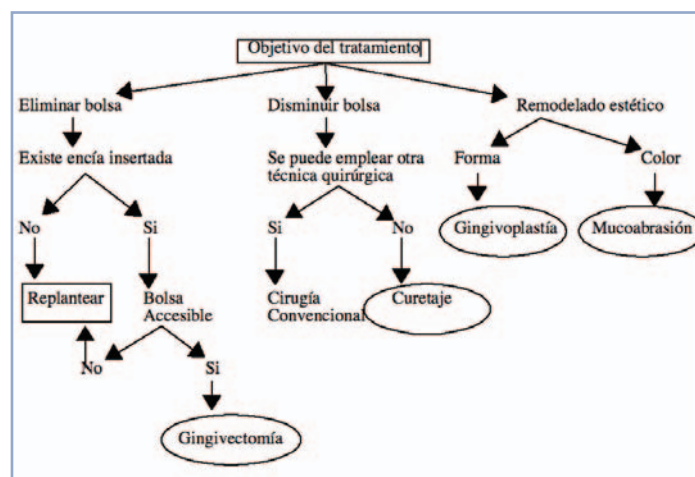 Objetivo del tratamiento
Eliminar bolsa
Disminuir bolsa
Remodelado estético
Existe encía insertada
Se puede emplear otra
técnica quirúrgica
Forma
Color
No
Si
Si
No
Gingivoplastía
Mucoabrasión
Replantear
Bolsa
Accesible
Cirugía
Convencional
Curetaje
No
Si
Gingivectomía